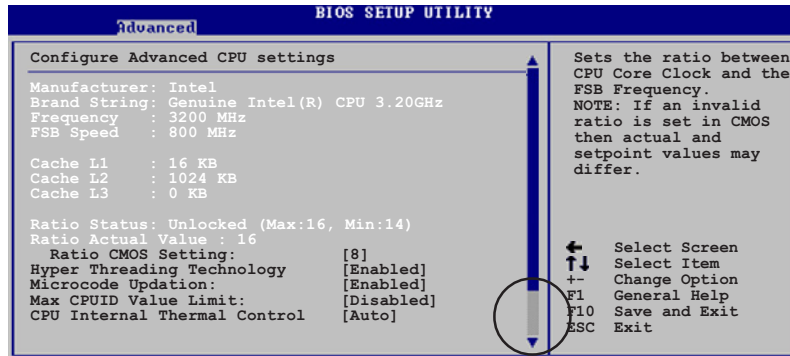 BIOS SETUP UTILITY
Advanced
Configure Advanced CPU settings
Manufacturer: Intel
Brand String: Genuine Intel(R) CPU 3.20GHz
Frequency : 3200 MHz
FSB Speed : 800 MHz
Cache L1 : 16 KB
Cache L2 : 1024 KB
Cache L3 : 0 KB
Ratio Status: Unlocked (Max:16, Min:14)
Ratio Actual Value : 16
Ratio CMOS Setting: [8]
Hyper Threading Technology [Enabled]
Microcode Updation: [Enabled]
Max CPUID Value Limit: [Disabled]
CPU Internal Thermal Control [Auto]
Sets the ratio between
CPU Core Clock and the
FSB Frequency.
NOTE: If an invalid
ratio is set in CMOS
then actual and
setpoint values may
differ.
← Select Screen
↑↓ Select Item
+- Change Option
F1 General Help
F10 Save and Exit
ESC Exit